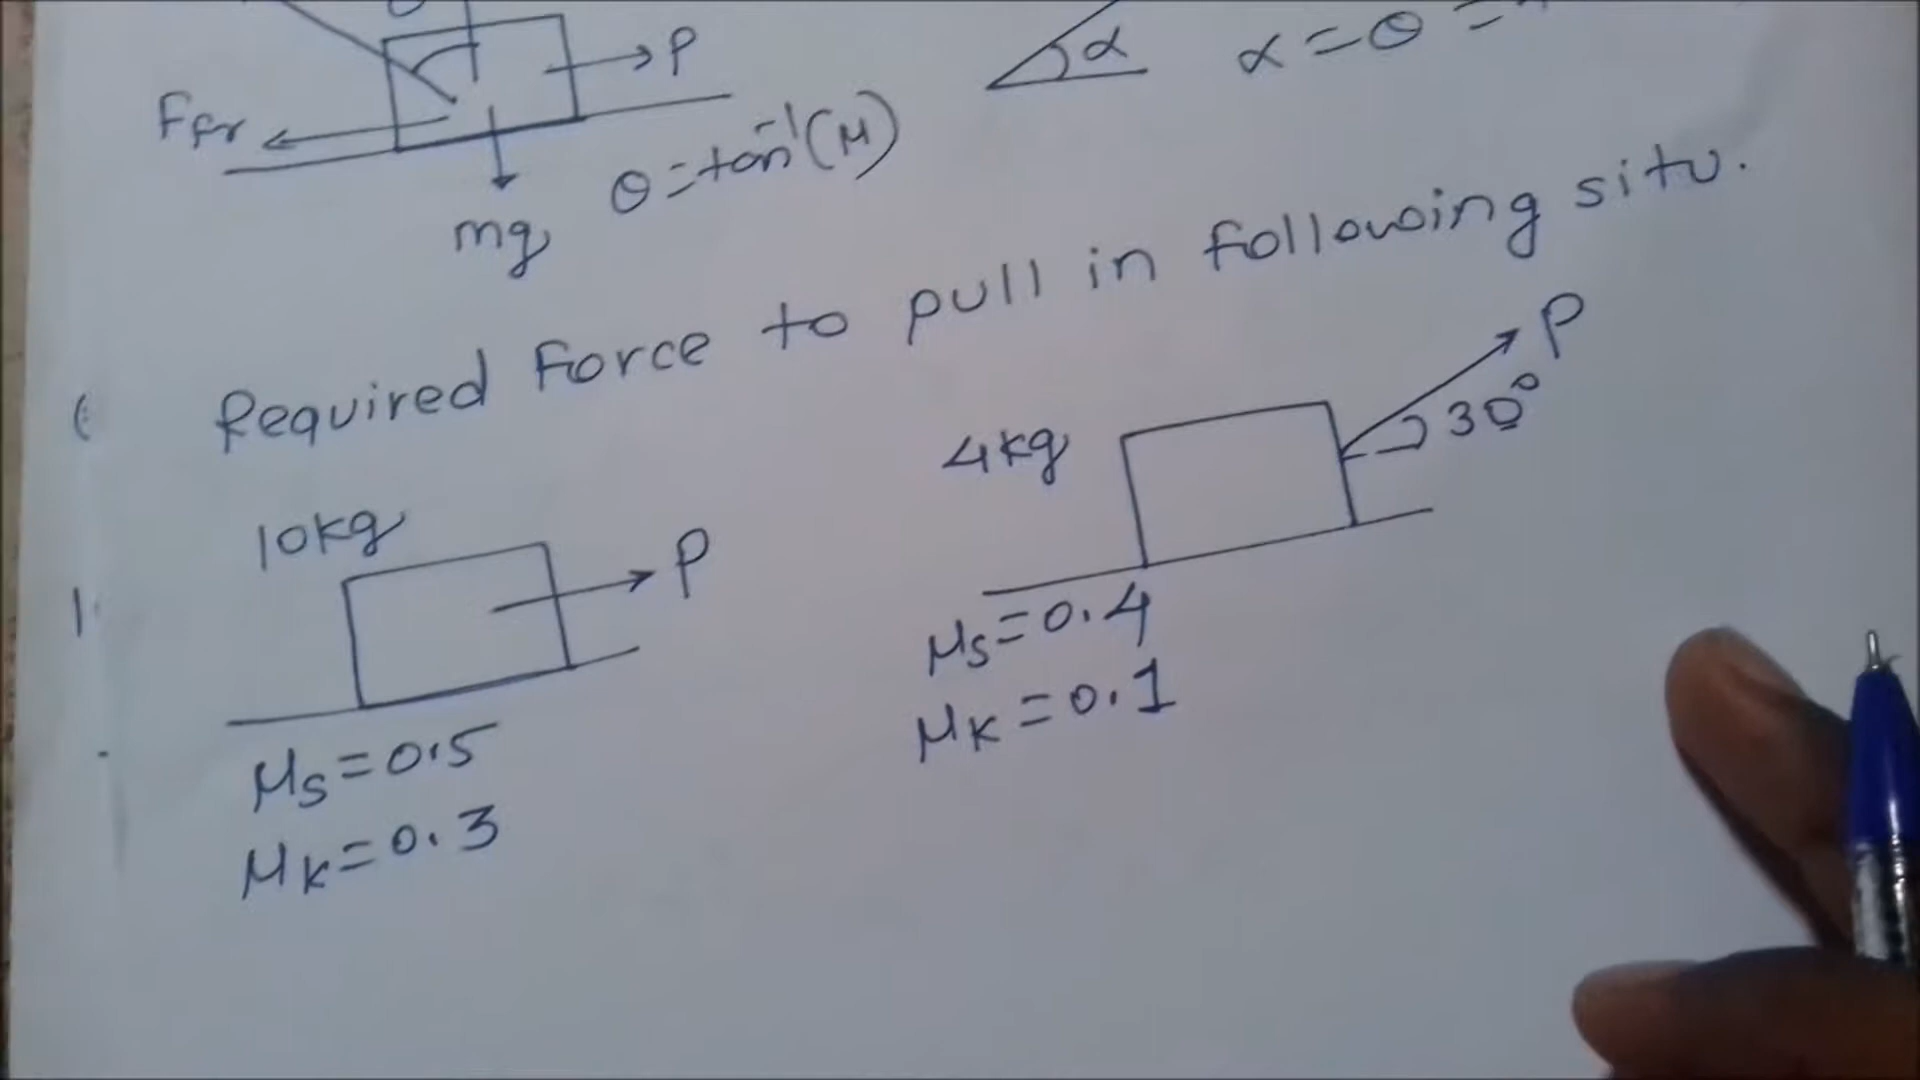 P
α
α = θ =
Ffr
θ = tan⁻¹(μ)
mg
Required Force to pull in following situ.
10kg
P
μs = 0.5
μk = 0.3
4kg
P
30°
μs = 0.4
μk = 0.1